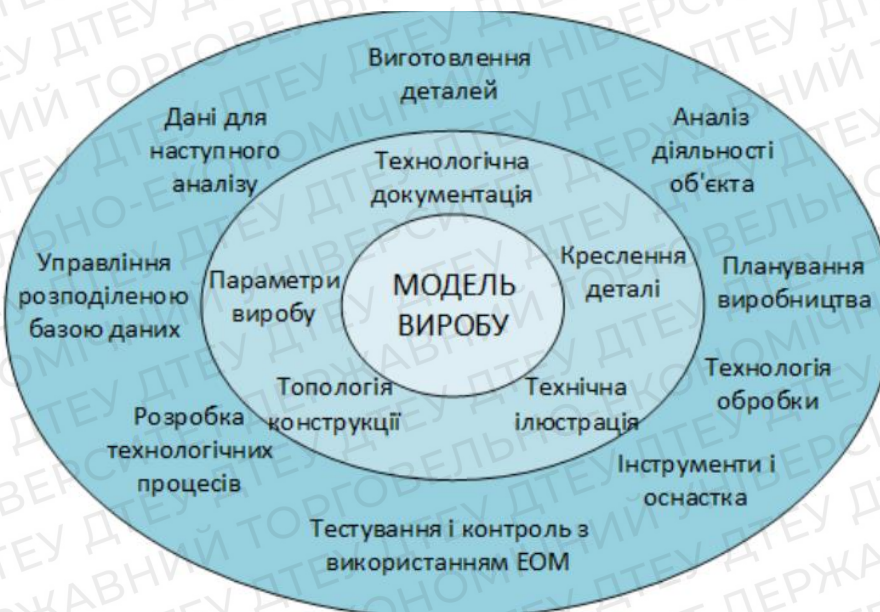 Виготовлення
деталей
Дані для
наступного
аналізу
Аналіз
діяльності
об'єкта
Технологічна
документація
Управління
розподіленою
базою даних
Параметри
виробу
МОДЕЛЬ
ВИРОБУ
Креслення
деталі
Планування
виробництва
Топологія
конструкції
Технічна
ілюстрація
Технологія
обробки
Розробка
технологічних
процесів
Інструменти і
оснастка
Тестування і контроль з
використанням ЕОМ